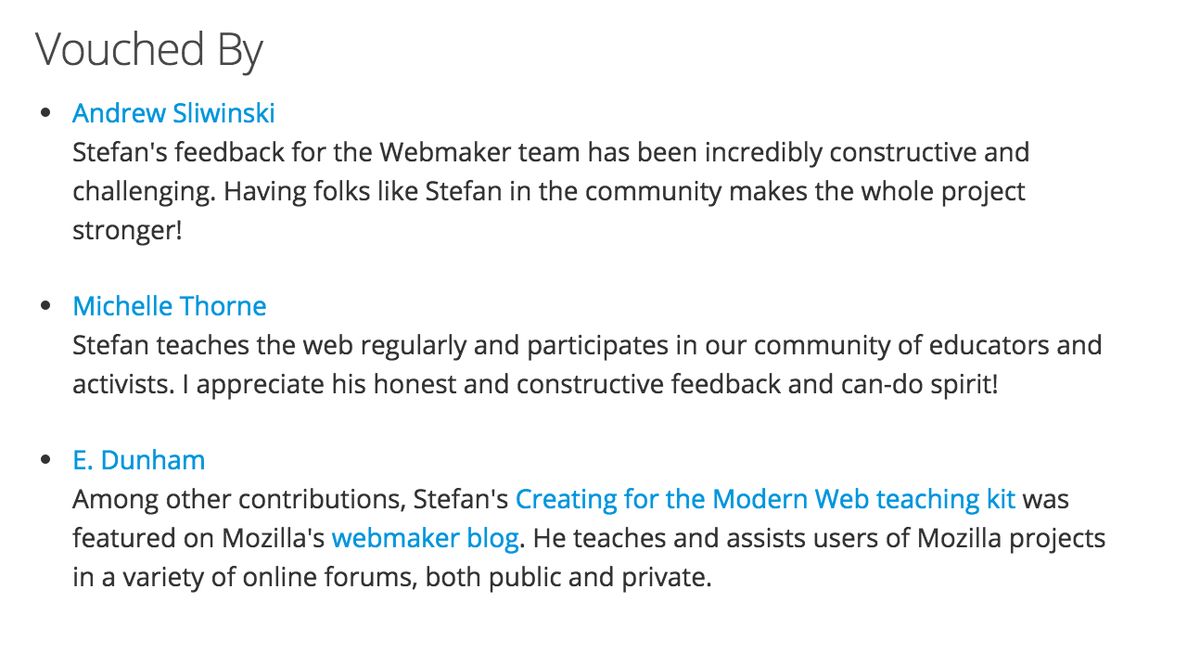 Vouched By
Andrew Sliwinski
Stefan's feedback for the Webmaker team has been incredibly constructive and
challenging. Having folks like Stefan in the community makes the whole project
stronger!
Michelle Thorne
Stefan teaches the web regularly and participates in our community of educators and
activists. I appreciate his honest and constructive feedback and can-do spirit!
E. Dunham
Among other contributions, Stefan's Creating for the Modern Web teaching kit was
featured on Mozilla's webmaker blog. He teaches and assists users of Mozilla projects
in a variety of online forums, both public and private.